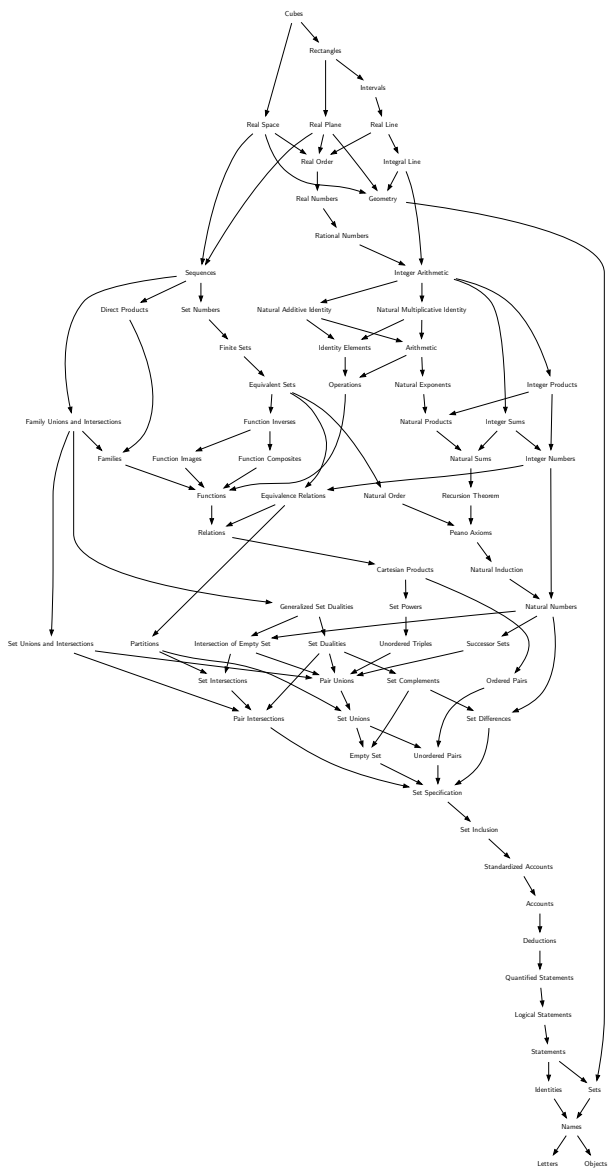 Cubes
Rectangles
Intervals
Real Space Real Plane Real Line
Real Order Integral Line
Real Numbers Geometry
Rational Numbers
Sequences Integer Arithmetic
Direct Products Set Numbers Natural Additive Identity Natural Multiplicative Identity
Finite Sets Identity Elements Arithmetic
Equivalent Sets Operations Natural Exponents Integer Products
Family Unions and Intersections Function Inverses Natural Products Integer Sums
Families Function Images Function Composites Natural Sums Integer Numbers
Functions Equivalence Relations Natural Order Recursion Theorem
Relations Peano Axioms
Cartesian Products Natural Induction
Generalized Set Dualities Set Powers Natural Numbers
Set Unions and Intersections Partitions Intersection of Empty Set Set Dualities Unordered Triples Successor Sets
Set Intersections Pair Unions Set Complements Ordered Pairs
Pair Intersections Set Unions Set Differences
Empty Set Unordered Pairs
Set Specification
Set Inclusion
Standardized Accounts
Accounts
Deductions
Quantified Statements
Logical Statements
Statements
Identities Sets
Names
Letters Objects